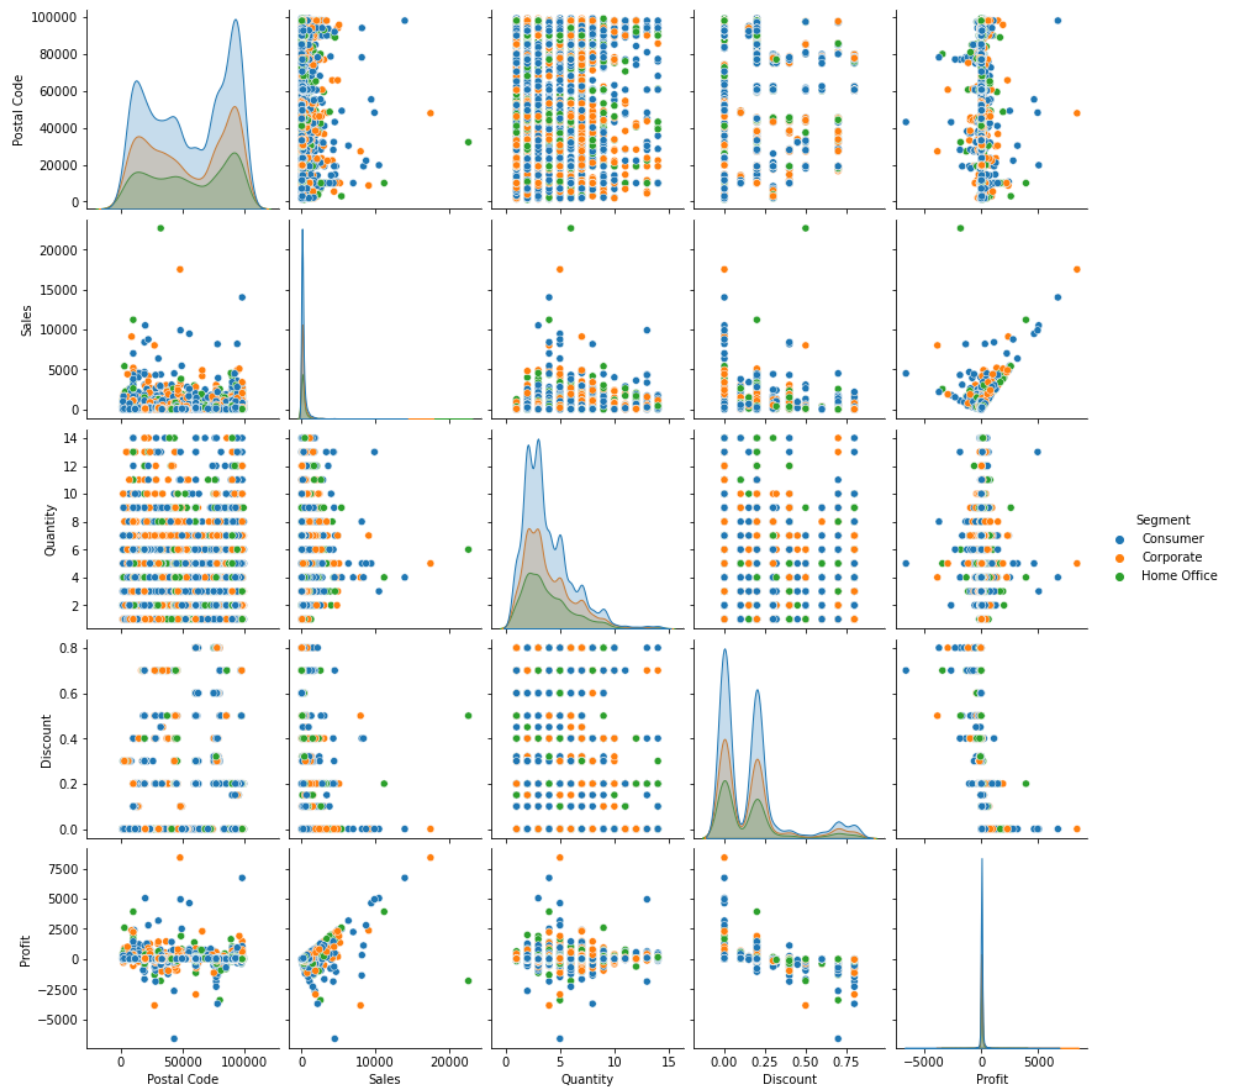 100000
80000
60000
40000
20000
0
Postal Code
20000
15000
10000
5000
0
Sales
14
12
10
8
6
4
2
Quantity
Segment
Consumer
Corporate
Home Office
0.8
0.6
0.4
0.2
0.0
Discount
7500
5000
2500
0
−2500
−5000
Profit
0 50000 100000
0 10000 20000
0 5 10 15
0.00 0.25 0.50 0.75
−5000 0 5000
Postal Code Sales Quantity Discount Profit